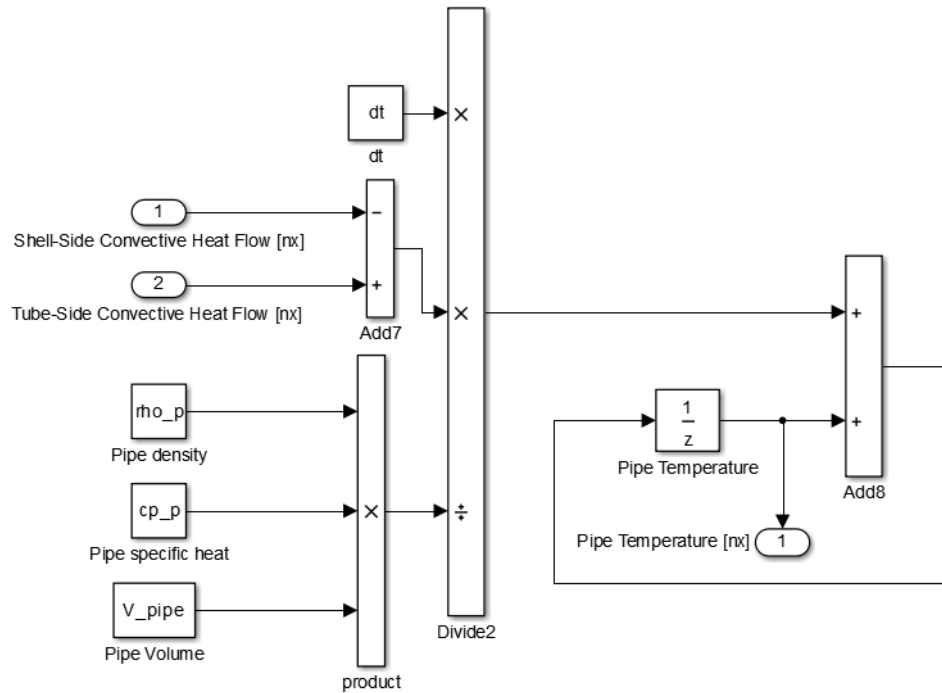 dt
×
dt
1
−
Shell-Side Convective Heat Flow [nx]
2
+
×
+
Tube-Side Convective Heat Flow [nx]
Add7
rho_p
1
z
+
Pipe density
Pipe Temperature
Add8
cp_p
×
÷
Pipe specific heat
Pipe Temperature [nx]
1
V_pipe
Pipe Volume
Divide2
product